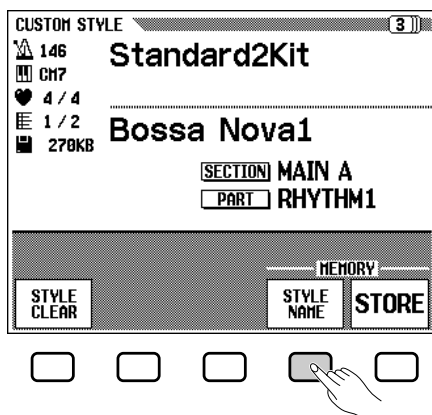 CUSTOM STYLE 3
146
CM7
4/4
1/2
270KB
Standard2Kit
Bossa Nova1
SECTION MAIN A
PART RHYTHM1
MEMORY
STYLE CLEAR
STYLE NAME
STORE